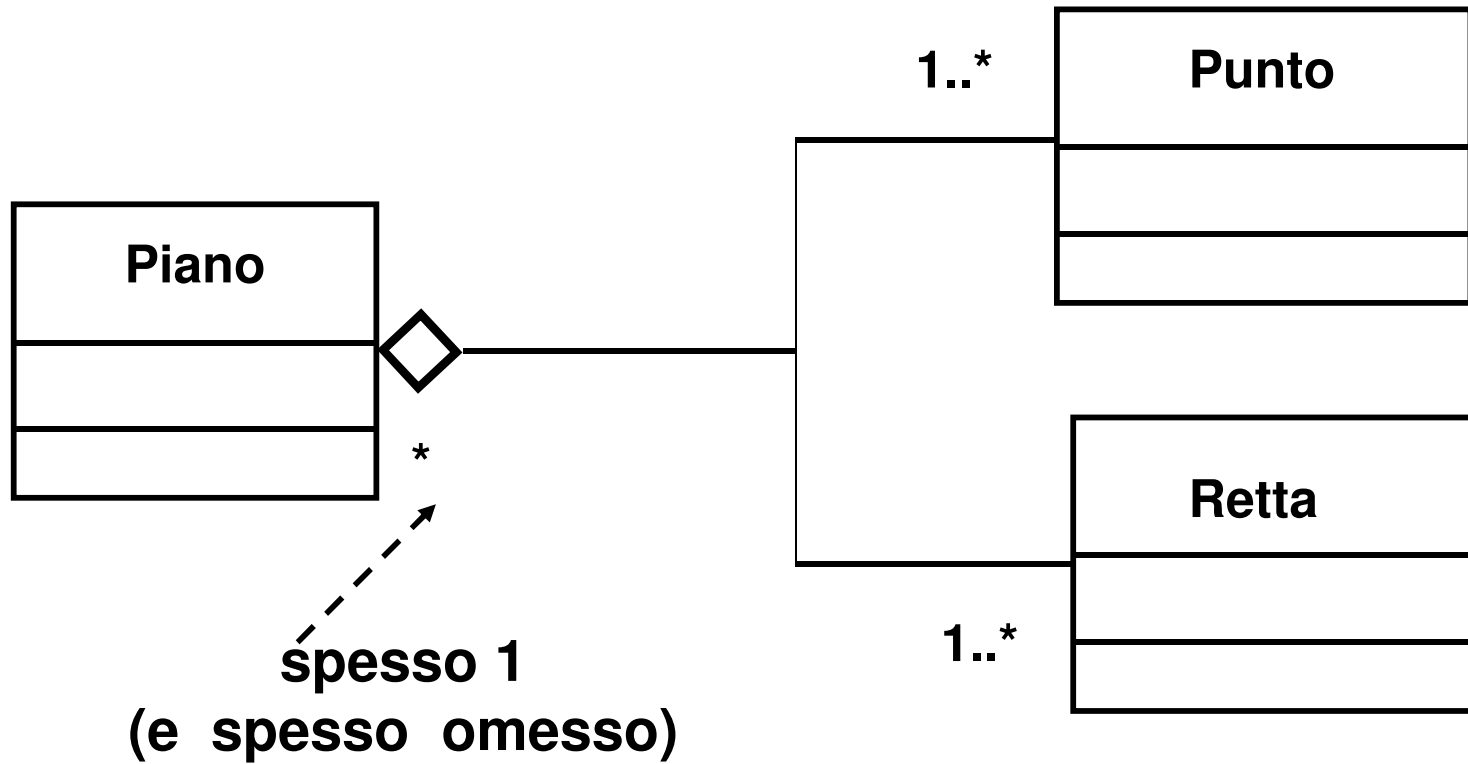 1..*
Punto
Piano
*
Retta
1..*
spesso 1
(e spesso omesso)